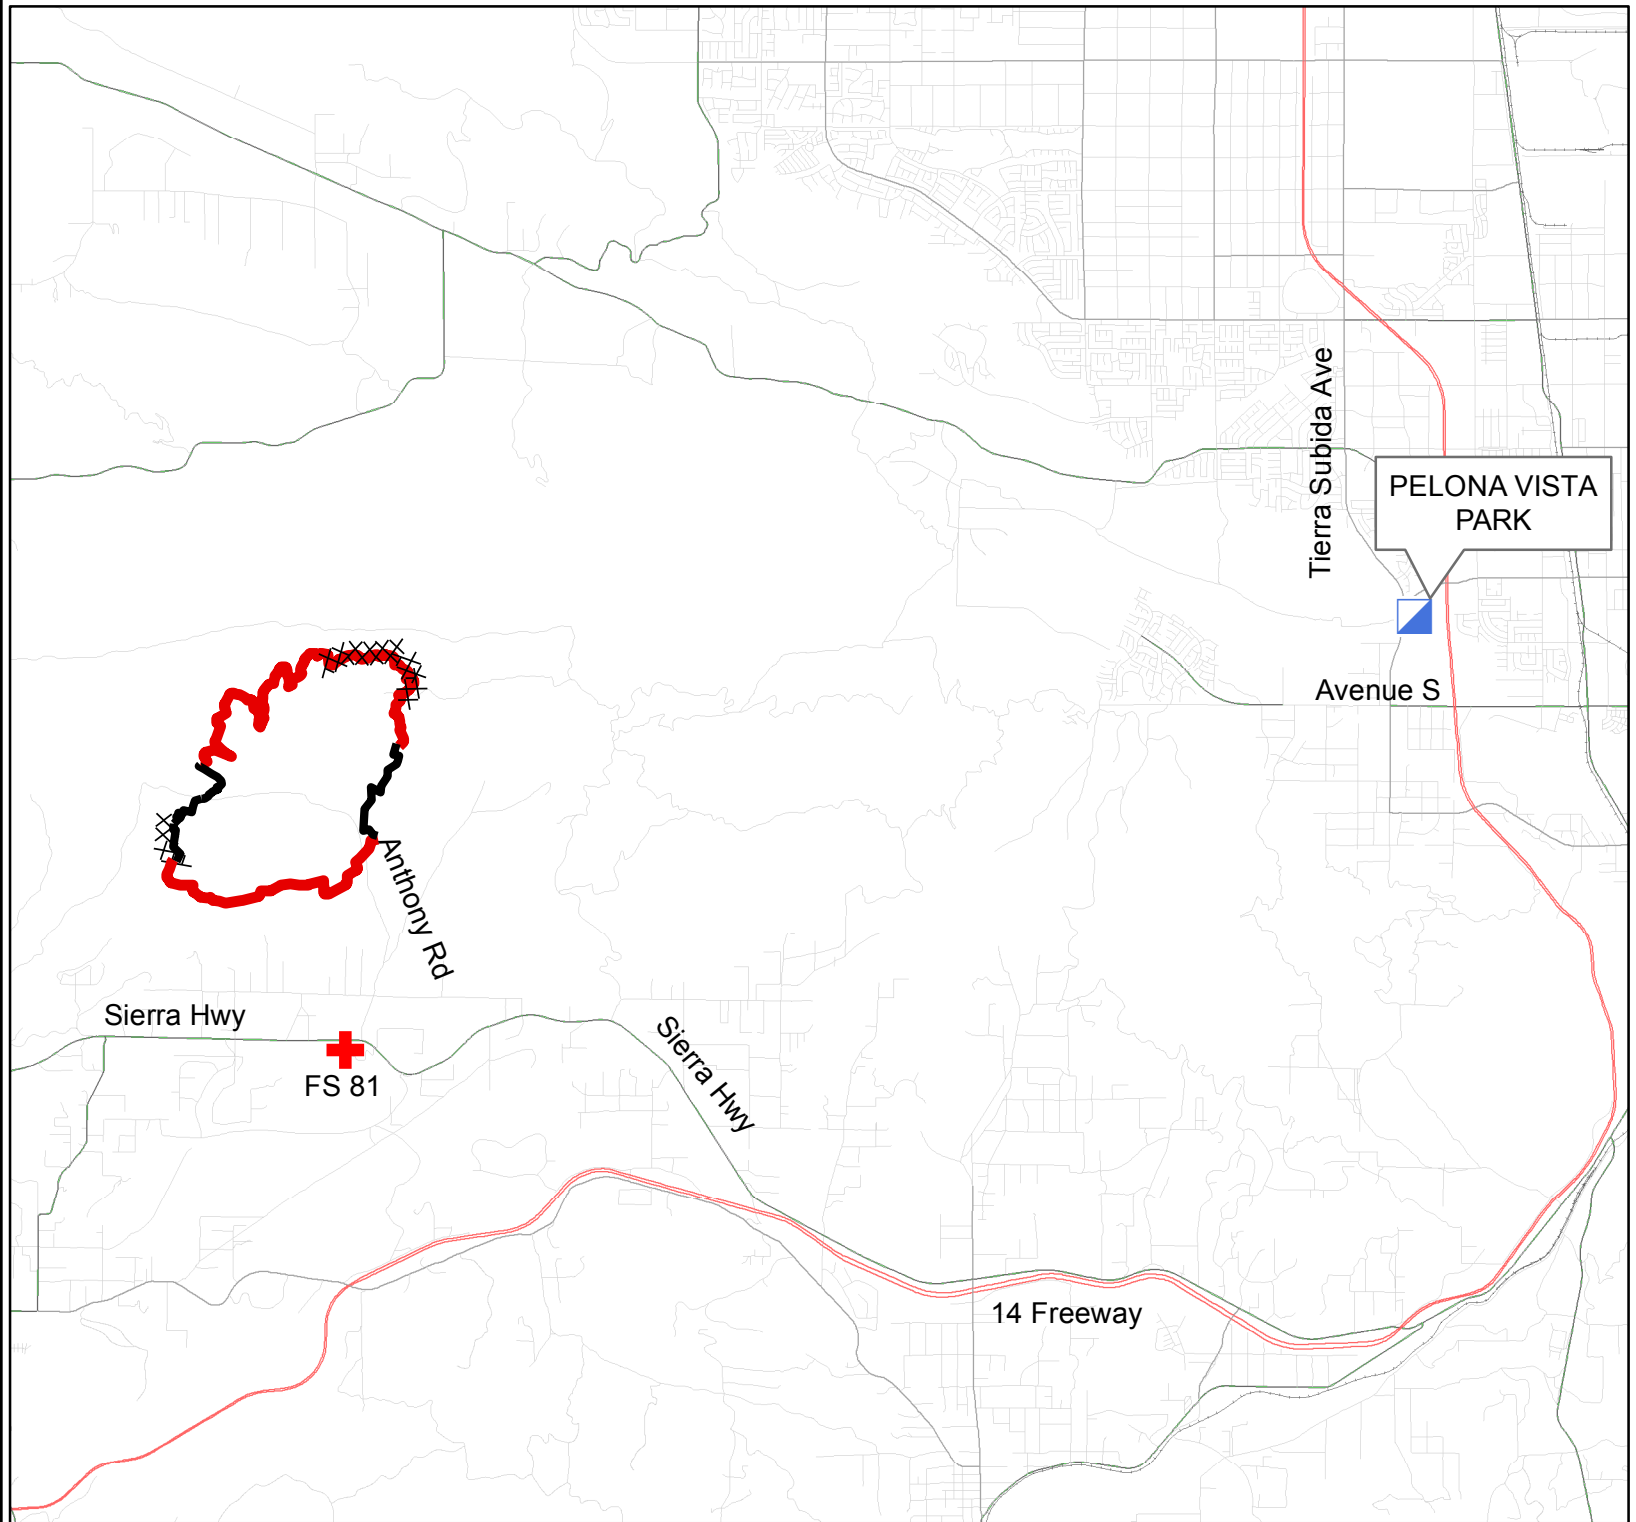 Tierra Subida Ave
PELONA VISTA
PARK
Avenue S
Anthony Rd
Sierra Hwy
Sierra Hwy
FS 81
14 Freeway